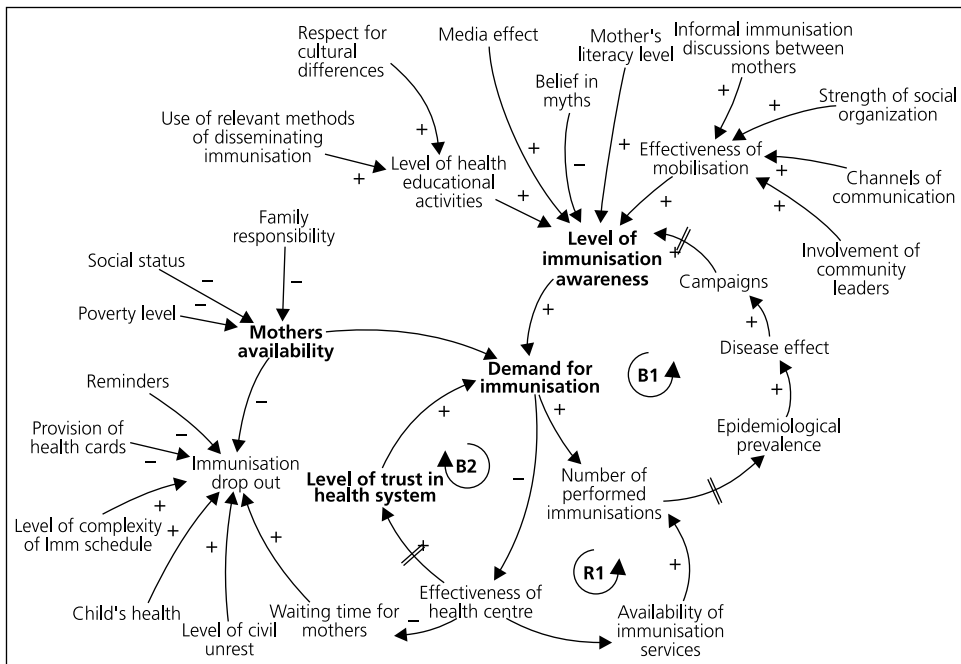 Respect for
cultural
differences
Media effect
Mother's
literacy level
Informal immunisation
discussions between
mothers
Belief in
myths
Strength of social
organization
Use of relevant methods
of disseminating
immunisation
+
+
Level of health
educational
activities
+
+
−
+
+
+
Effectiveness of
mobilisation
+
+
+
Channels of
communication
Family
responsibility
Level of
immunisation
awareness
+
Involvement of
community
leaders
Social status
−
−
−
Campaigns
Poverty level
Mothers
availability
+
+
Disease effect
Demand for
immunisation
B1
Reminders
−
+
+
+
Epidemiological
prevalence
Provision of
health cards
−
−
Immunisation
drop out
Level of trust in
health system
B2
−
Number of
performed
immunisations
Level of complexity
of Imm schedule
+
+
+
+
+
R1
+
Child's health
Level of civil
unrest
Waiting time for
mothers
−
Effectiveness of
health centre
Availability of
immunisation
services